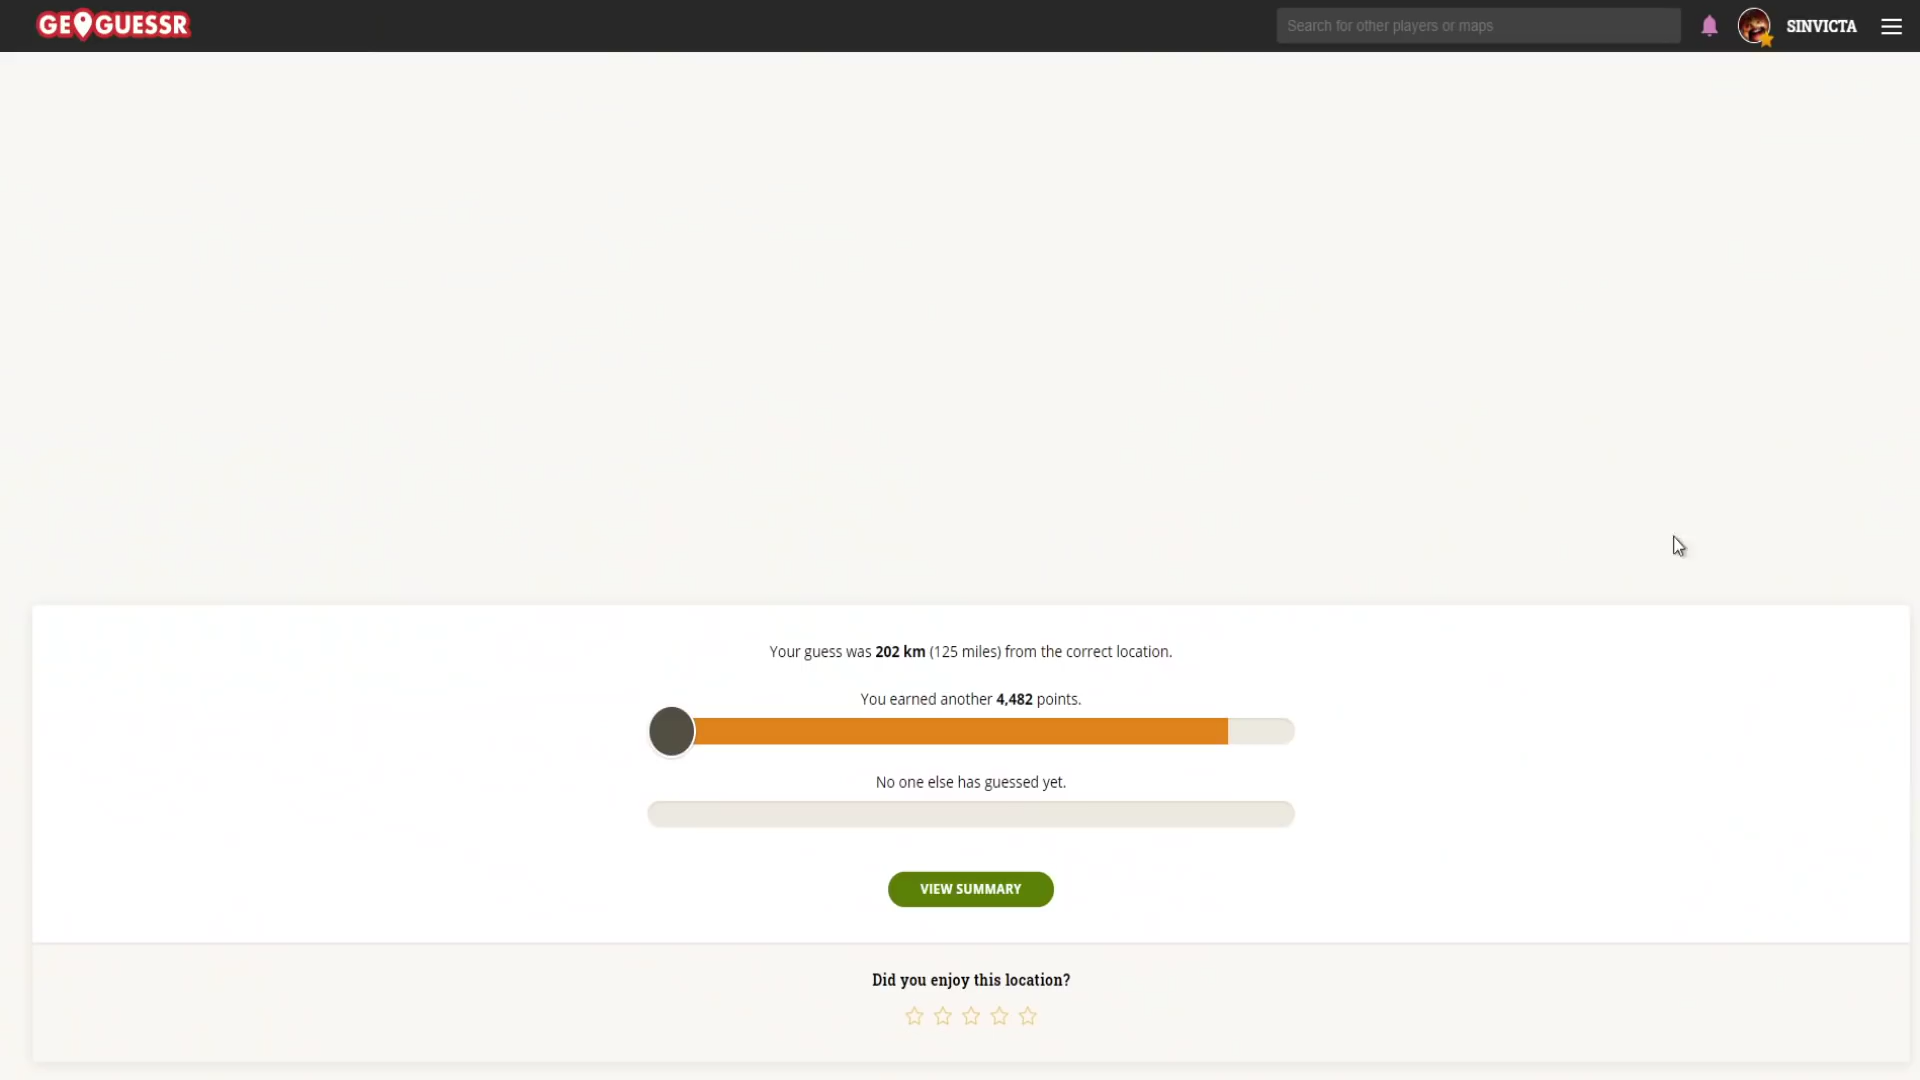 GEOGUESSR
Search for other players or maps
SINVICTA
Your guess was 202 km (125 miles) from the correct location.
You earned another 4,482 points.
No one else has guessed yet.
VIEW SUMMARY
Did you enjoy this location?